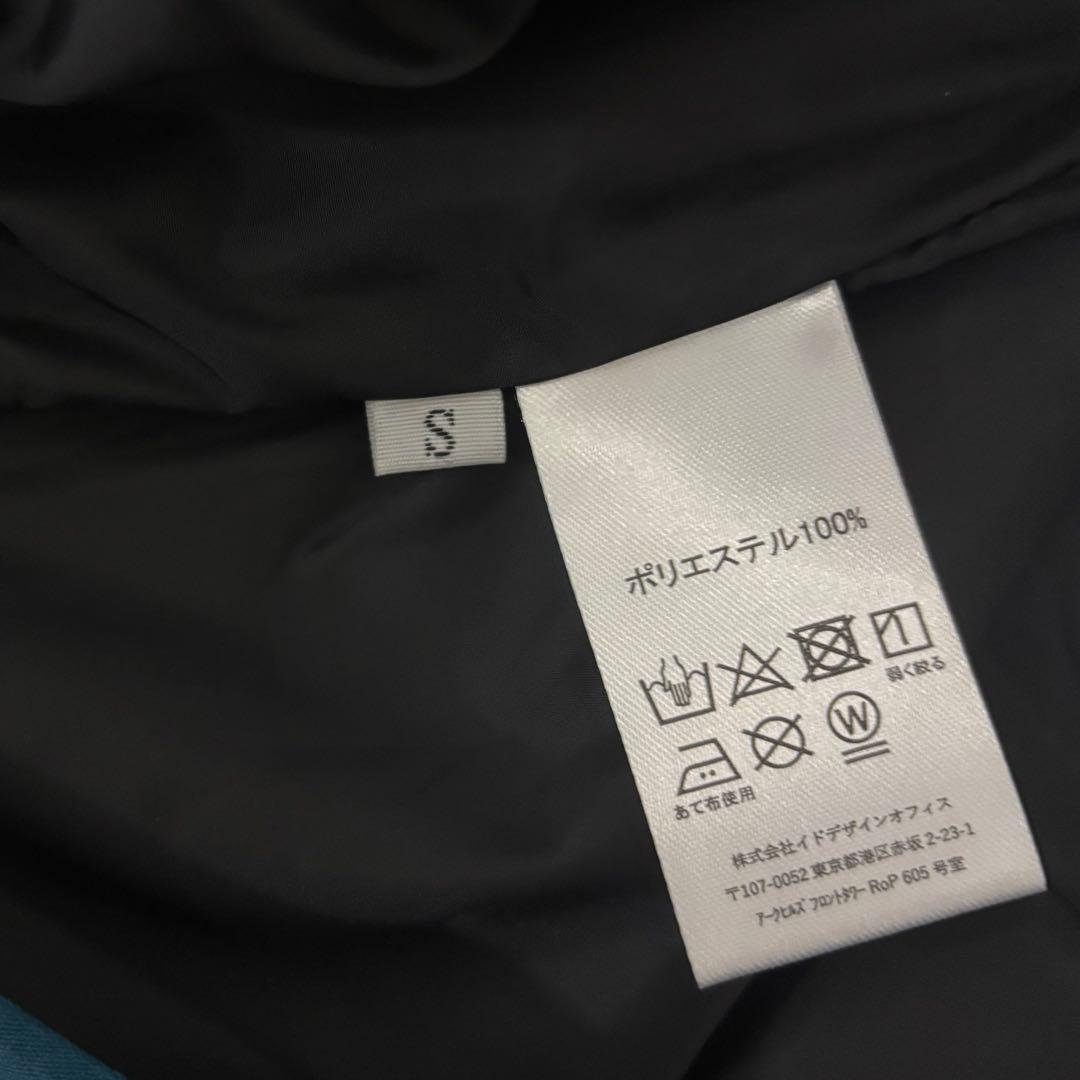 S
ポリエステル100%
弱く絞る
W
あて布使用
株式会社イドデザインオフィス
〒107-0052 東京都港区赤坂 2-23-1
アークヒルズ フロントタワー RoP 605 号室